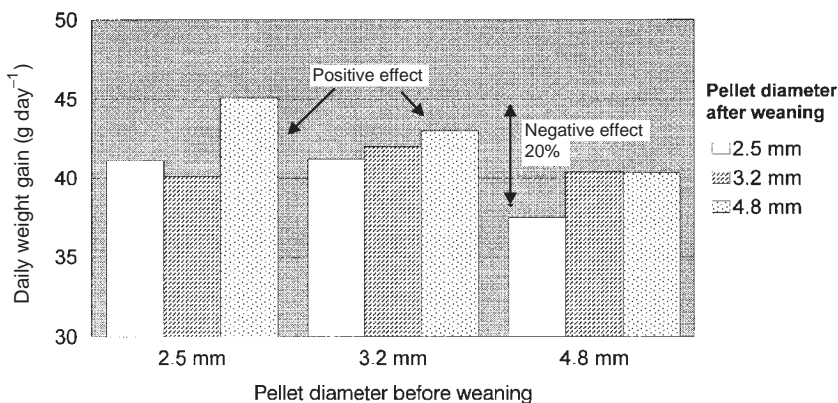 50
45
40
35
30
Daily weight gain (g day⁻¹)
Positive effect
Negative effect
20%
2.5 mm
3.2 mm
4.8 mm
Pellet diameter before weaning
Pellet diameter
after weaning
2.5 mm
3.2 mm
4.8 mm